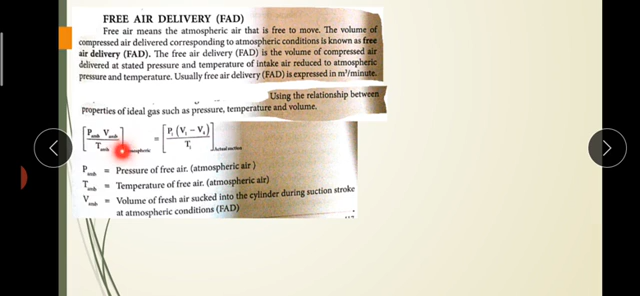 FREE AIR DELIVERY (FAD)
Free air means the atmospheric air that is free to move. The volume of
compressed air delivered corresponding to atmospheric conditions is known as free
air delivery (FAD). The free air delivery (FAD) is the volume of compressed air
delivered at stated pressure and temperature of intake air reduced to atmospheric
pressure and temperature. Usually free air delivery (FAD) is expressed in m³/minute.
Using the relationship between
properties of ideal gas such as pressure, temperature and volume.
[P_amb V_amb / T_amb] = [P₁ (V₁ − V₄) / T₁] Actual suction
P_amb = Pressure of free air. (atmospheric air)
T_amb = Temperature of free air. (atmospheric air)
V_amb = Volume of fresh air sucked into the cylinder during suction stroke
at atmospheric conditions (FAD)